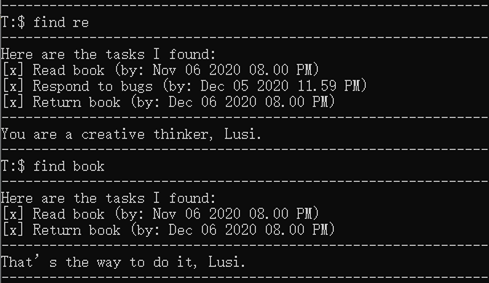 T:$ find re
Here are the tasks I found:
[x] Read book (by: Nov 06 2020 08.00 PM)
[x] Respond to bugs (by: Dec 05 2020 11.59 PM)
[x] Return book (by: Dec 06 2020 08.00 PM)
You are a creative thinker, Lusi.
T:$ find book
Here are the tasks I found:
[x] Read book (by: Nov 06 2020 08.00 PM)
[x] Return book (by: Dec 06 2020 08.00 PM)
That’s the way to do it, Lusi.